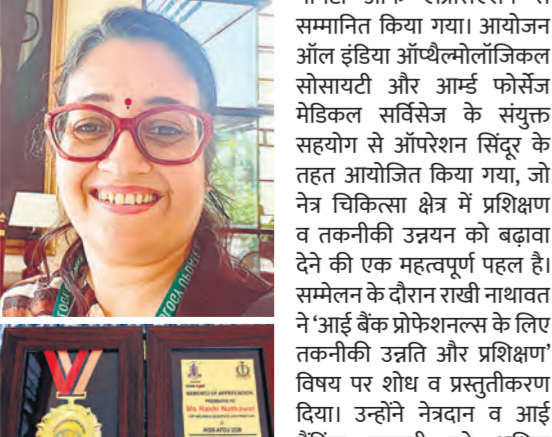 सम्मानित किया गया। आयोजन
ऑल इंडिया ऑप्थैल्मोलॉजिकल
सोसायटी और आर्म्ड फोर्सेज
मेडिकल सर्विसेज के संयुक्त
सहयोग से ऑपरेशन सिंदूर के
तहत आयोजित किया गया, जो
नेत्र चिकित्सा क्षेत्र में प्रशिक्षण
व तकनीकी उन्नयन को बढ़ावा
देने की एक महत्वपूर्ण पहल है।
सम्मेलन के दौरान राखी नाथावत
ने ‘आई बैंक प्रोफेशनल्स के लिए
तकनीकी उन्नति और प्रशिक्षण’
विषय पर शोध व प्रस्तुतीकरण
दिया। उन्होंने नेत्रदान व आई
MEMENTO OF APPRECIATION
PRESENTED TO
Ms Rakhi Nathawat